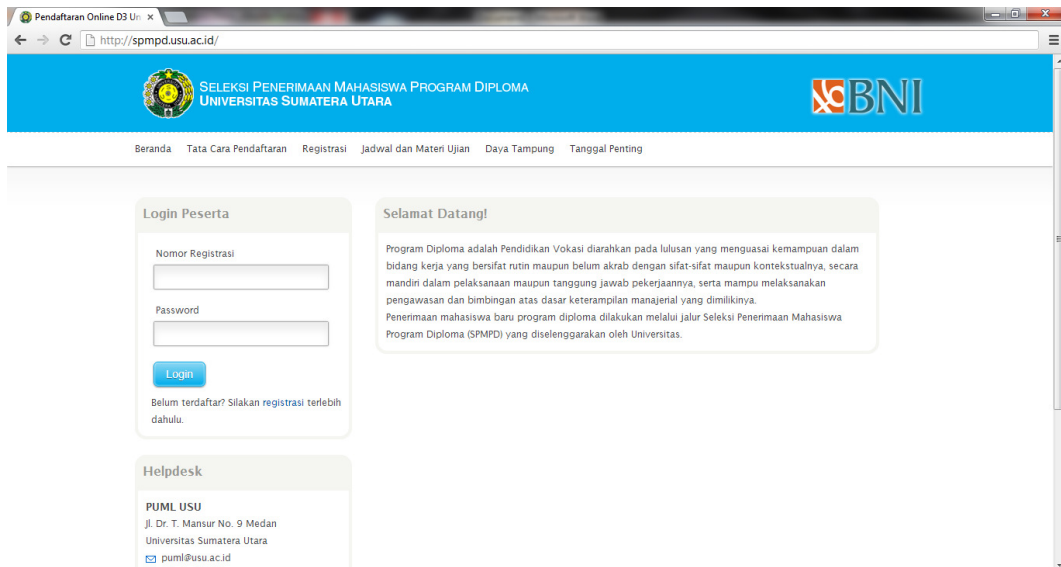 Pendaftaran Online D3 Un
http://spmpd.usu.ac.id/
SELEKSI PENERIMAAN MAHASISWA PROGRAM DIPLOMA
UNIVERSITAS SUMATERA UTARA
BNI
Beranda Tata Cara Pendaftaran Registrasi Jadwal dan Materi Ujian Daya Tampung Tanggal Penting
Login Peserta
Nomor Registrasi
Password
Login
Belum terdaftar? Silakan registrasi terlebih
dahulu.
Selamat Datang!
Program Diploma adalah Pendidikan Vokasi diarahkan pada lulusan yang menguasai kemampuan dalam
bidang kerja yang bersifat rutin maupun belum akrab dengan sifat-sifat maupun kontekstualnya, secara
mandiri dalam pelaksanaan maupun tanggung jawab pekerjaannya, serta mampu melaksanakan
pengawasan dan bimbingan atas dasar keterampilan manajerial yang dimilikinya.
Penerimaan mahasiswa baru program diploma dilakukan melalui jalur Seleksi Penerimaan Mahasiswa
Program Diploma (SPMPD) yang diselenggarakan oleh Universitas.
Helpdesk
PUML USU
Jl. Dr. T. Mansur No. 9 Medan
Universitas Sumatera Utara
puml@usu.ac.id